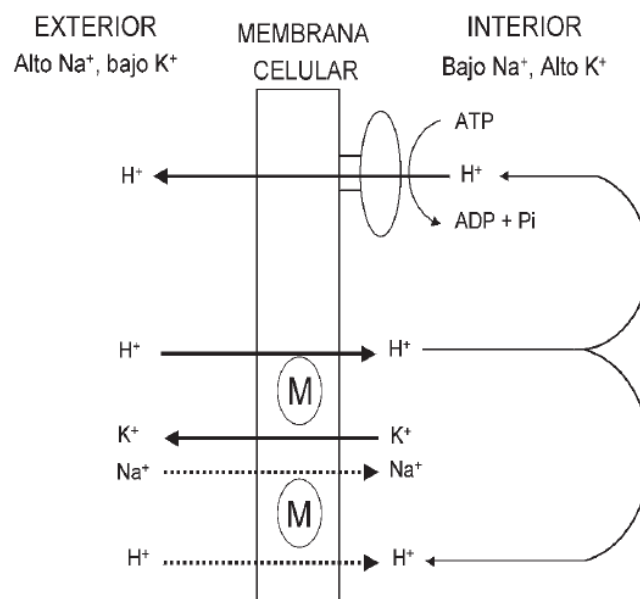 EXTERIOR
Alto Na⁺, bajo K⁺
MEMBRANA
CELULAR
INTERIOR
Bajo Na⁺, Alto K⁺
ATP
H⁺
H⁺
ADP + Pi
H⁺
H⁺
M
K⁺
K⁺
Na⁺
Na⁺
M
H⁺
H⁺